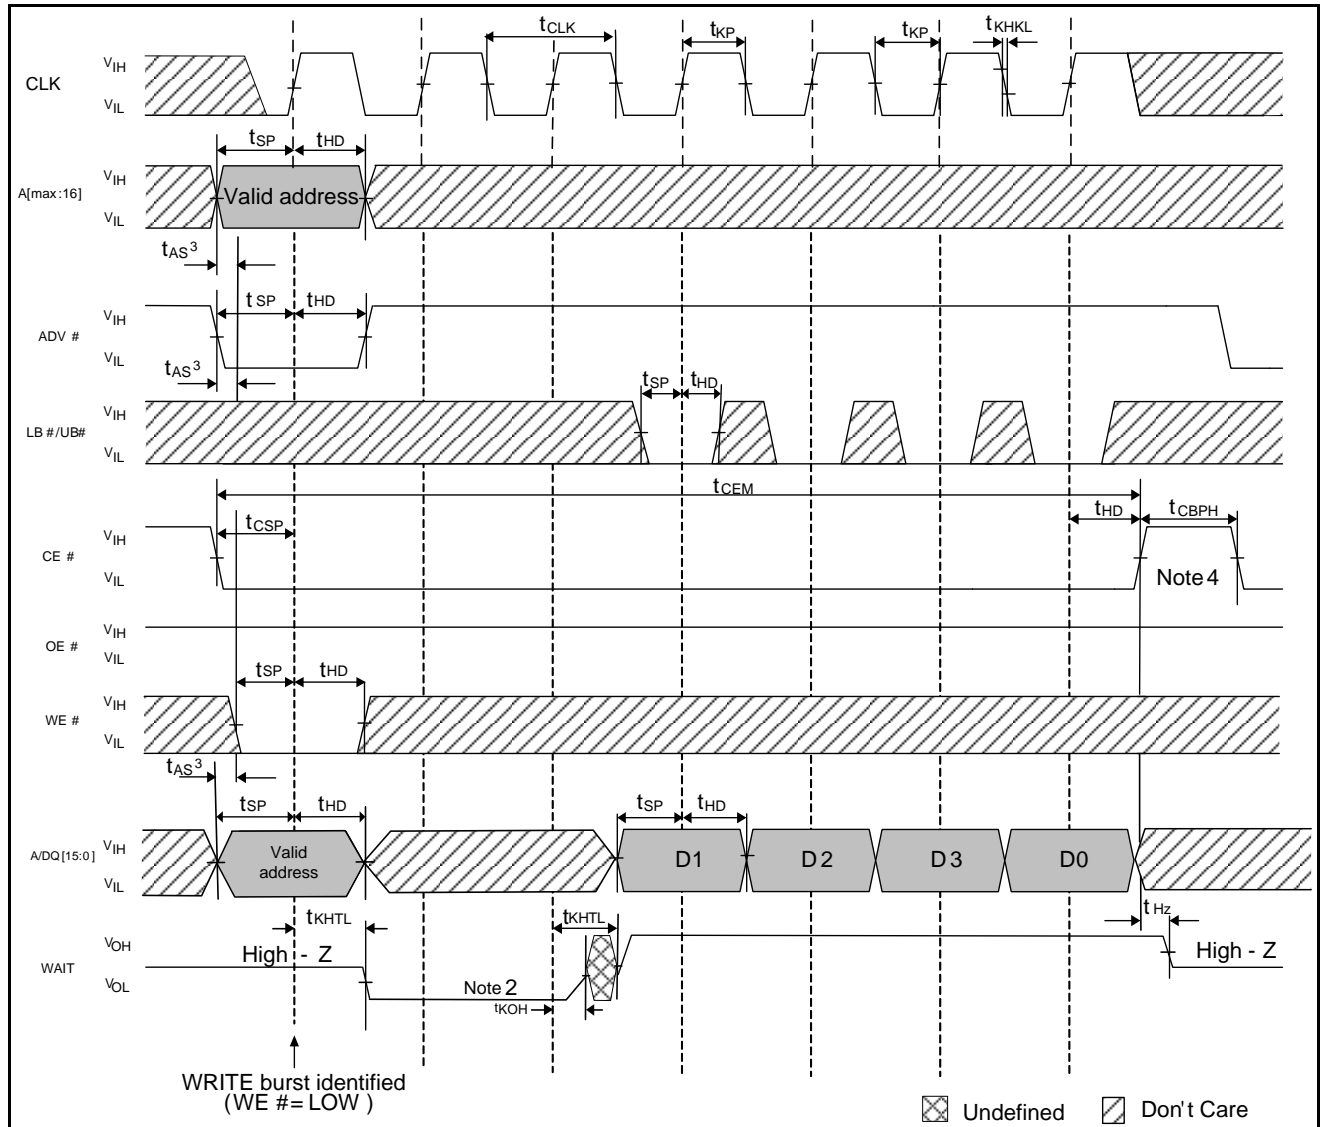 tCLK tKP tKP tKHKL
CLK VIH
VIL
tSP tHD
A[max:16] VIH
VIL
Valid address
tAS3
tSP tHD
ADV # VIH
VIL
tAS3
tSP tHD
LB #/UB# VIH
VIL
tCEM
tCSP tHD tCBPH
CE # VIH
VIL
Note 4
OE # VIH
VIL
tSP tHD
WE # VIH
VIL
tAS3
tSP tHD tSP tHD
A/DQ[15:0] VIH
VIL
Valid
address
D1 D2 D3 D0
tKHTL tKHTL tHz
WAIT VOH
VOL
High - Z High - Z
Note 2
tKOH
WRITE burst identified
(WE #= LOW )
Undefined Don't Care